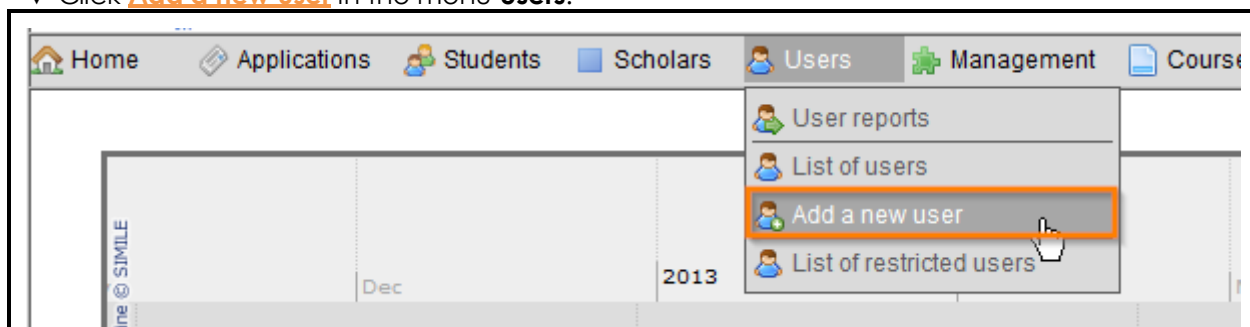 Click Add a new user in the menu Users.
Home Applications Students Scholars Users Management Course
User reports
List of users
Add a new user
List of restricted users
Dec 2013
ine © SIMILE